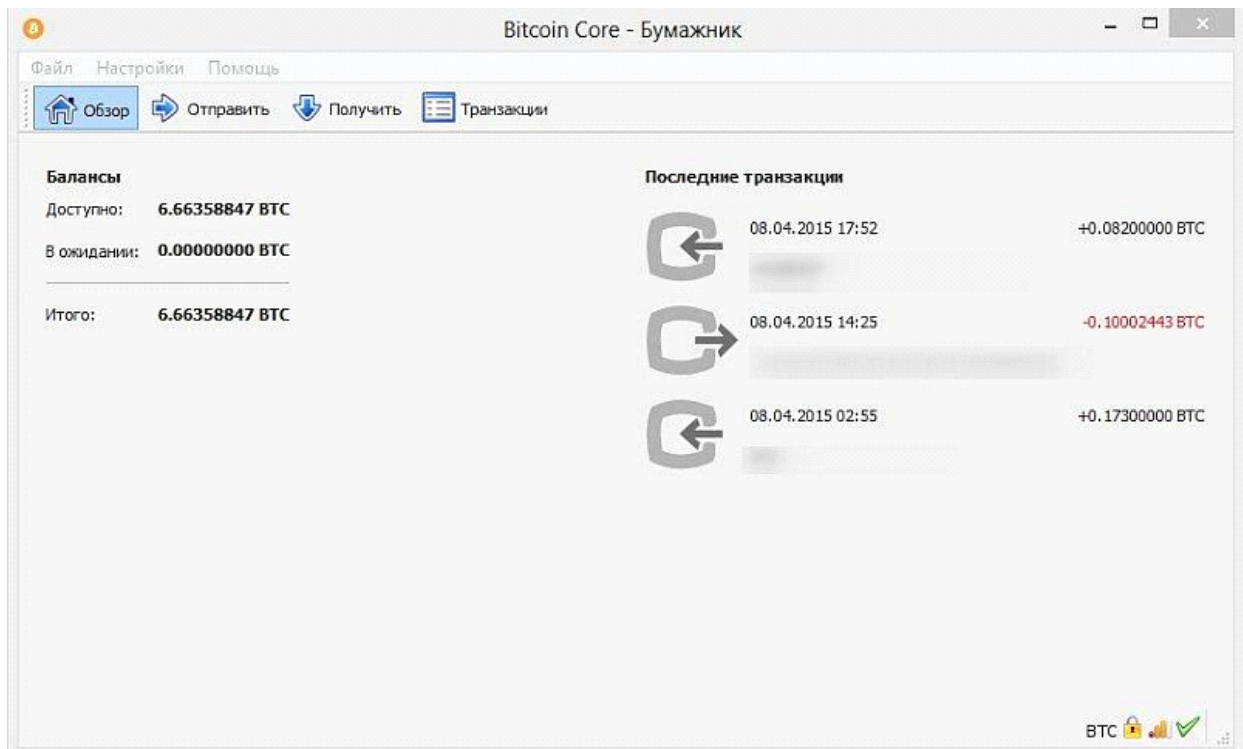 Bitcoin Core - Бумажник
Файл Настройки Помощь
Обзор Отправить Получить Транзакции
Балансы
Доступно: 6.66358847 BTC
В ожидании: 0.00000000 BTC
Итого: 6.66358847 BTC
Последние транзакции
08.04.2015 17:52 +0.08200000 BTC
08.04.2015 14:25 -0.10002443 BTC
08.04.2015 02:55 +0.17300000 BTC
BTC